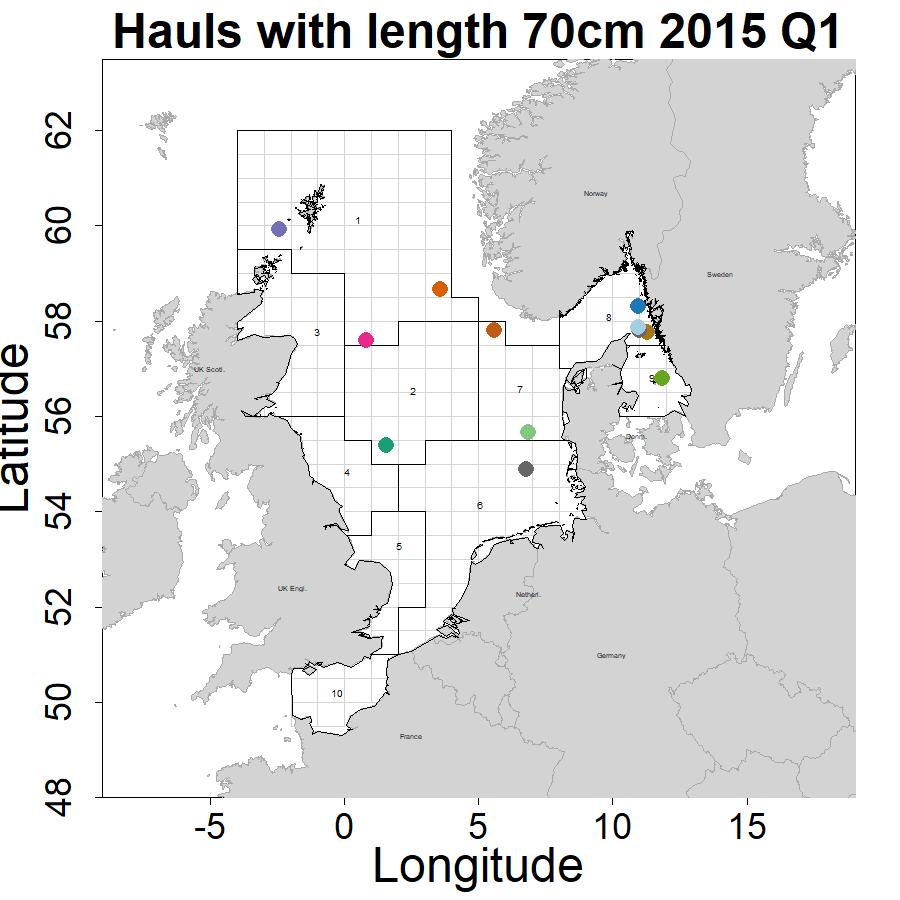 Hauls with length 70cm 2015 Q1
62
60
58
56
54
52
50
48
Latitude
Norway
Sweden
UK Scotl.
Denm.
UK Engl.
Netherl.
Germany
France
1
2
3
4
5
6
7
8
9
10
-5 0 5 10 15
Longitude